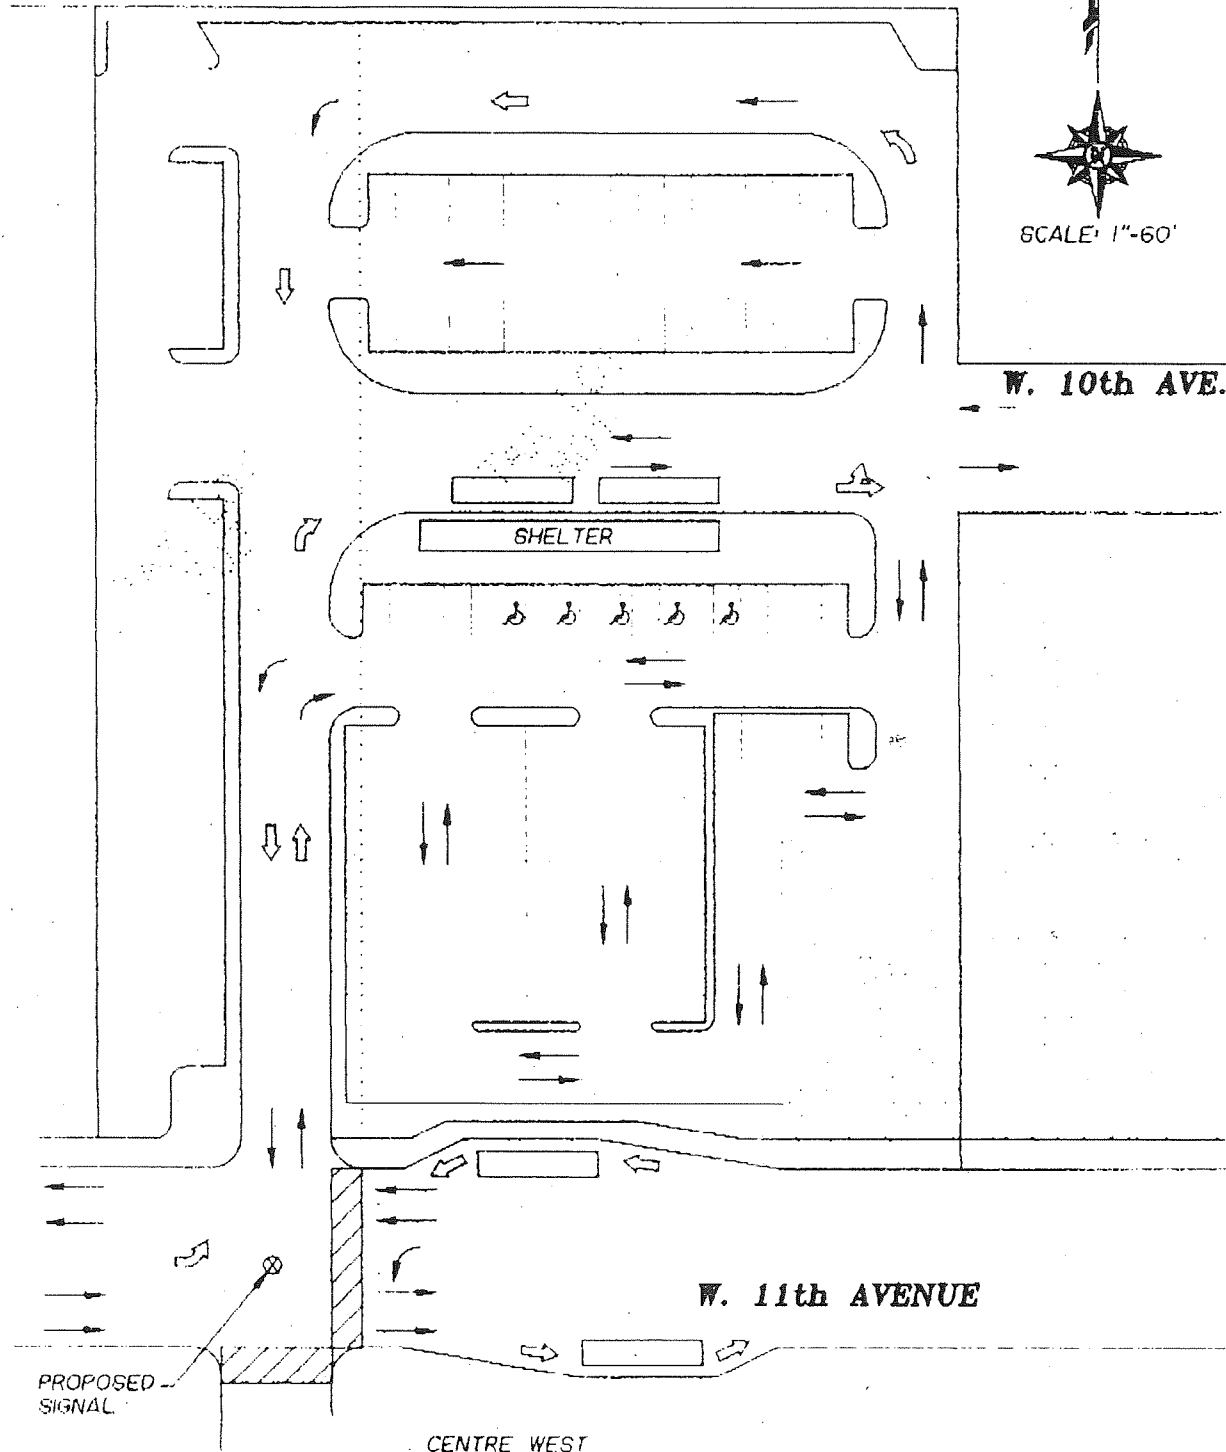 SCALE: 1"-60'
W. 10th AVE.
SHELTER
W. 11th AVENUE
PROPOSED
SIGNAL
CENTRE WEST